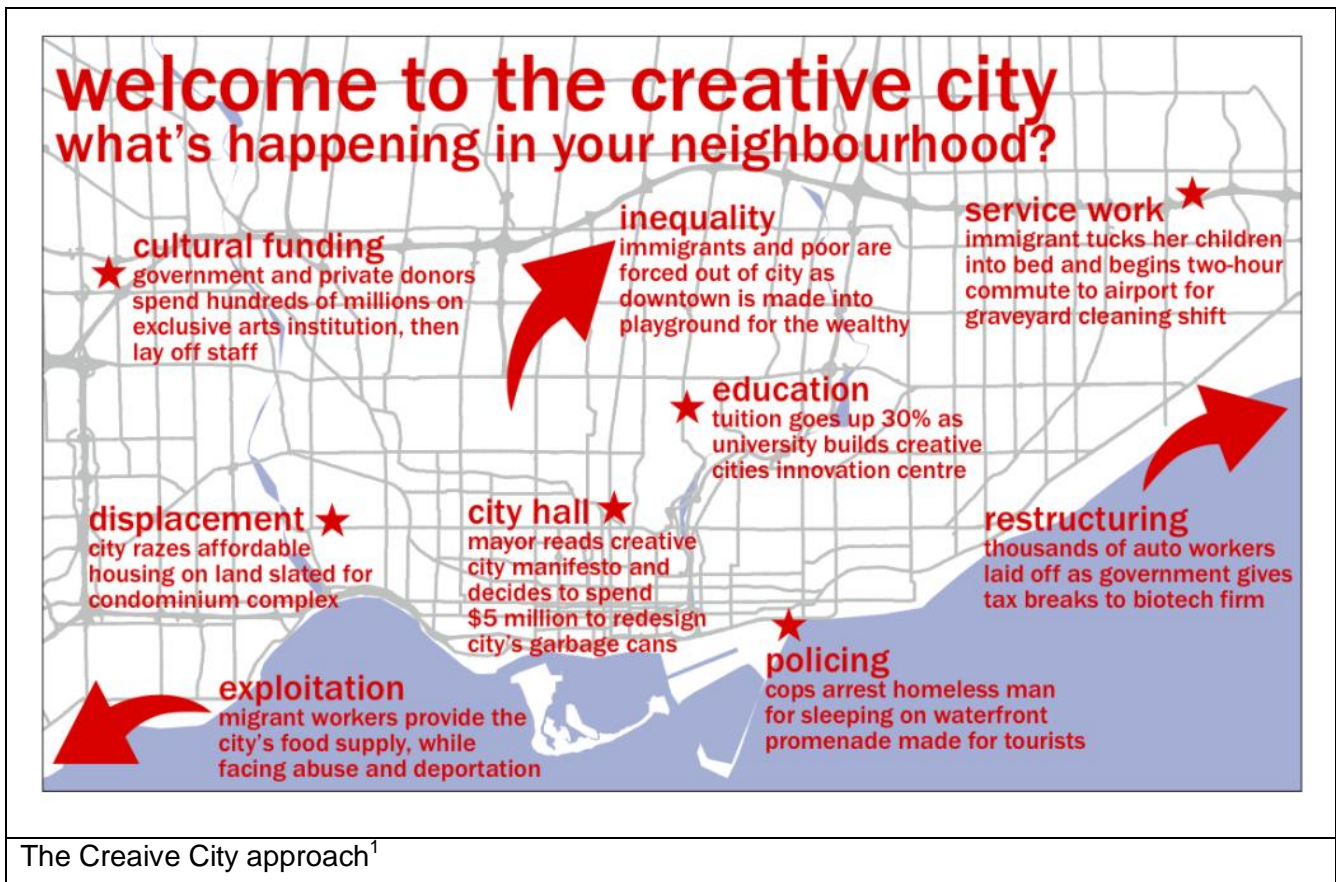 welcome to the creative city
what's happening in your neighbourhood?
cultural funding
government and private donors
spend hundreds of millions on
exclusive arts institution, then
lay off staff
inequality
immigrants and poor are
forced out of city as
downtown is made into
playground for the wealthy
service work
immigrant tucks her children
into bed and begins two-hour
commute to airport for
graveyard cleaning shift
education
tuition goes up 30% as
university builds creative
cities innovation centre
displacement
city razes affordable
housing on land slated for
condominium complex
city hall
mayor reads creative
city manifesto and
decides to spend
$5 million to redesign
city's garbage cans
restructuring
thousands of auto workers
laid off as government gives
tax breaks to biotech firm
policing
cops arrest homeless man
for sleeping on waterfront
promenade made for tourists
exploitation
migrant workers provide the
city's food supply, while
facing abuse and deportation
The Creaive City approach1